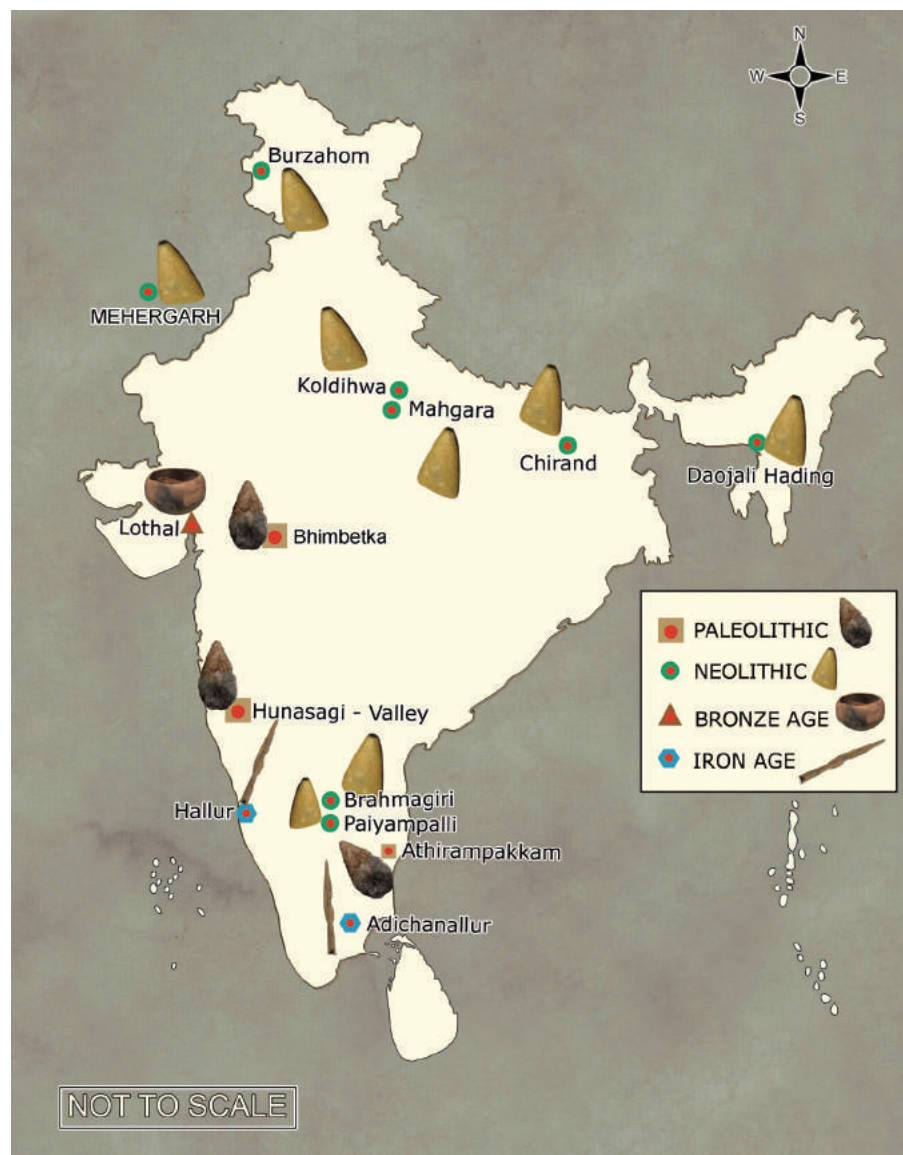 N
W E
S
Burzahom
MEHERGARH
Koldihwa
Mahgara
Chirand
Daojali Hading
Lothal
Bhimbetka
PALEOLITHIC
NEOLITHIC
BRONZE AGE
IRON AGE
Hunasagi - Valley
Brahmagiri
Hallur
Paiyampalli
Athirampakkam
Adichanallur
NOT TO SCALE